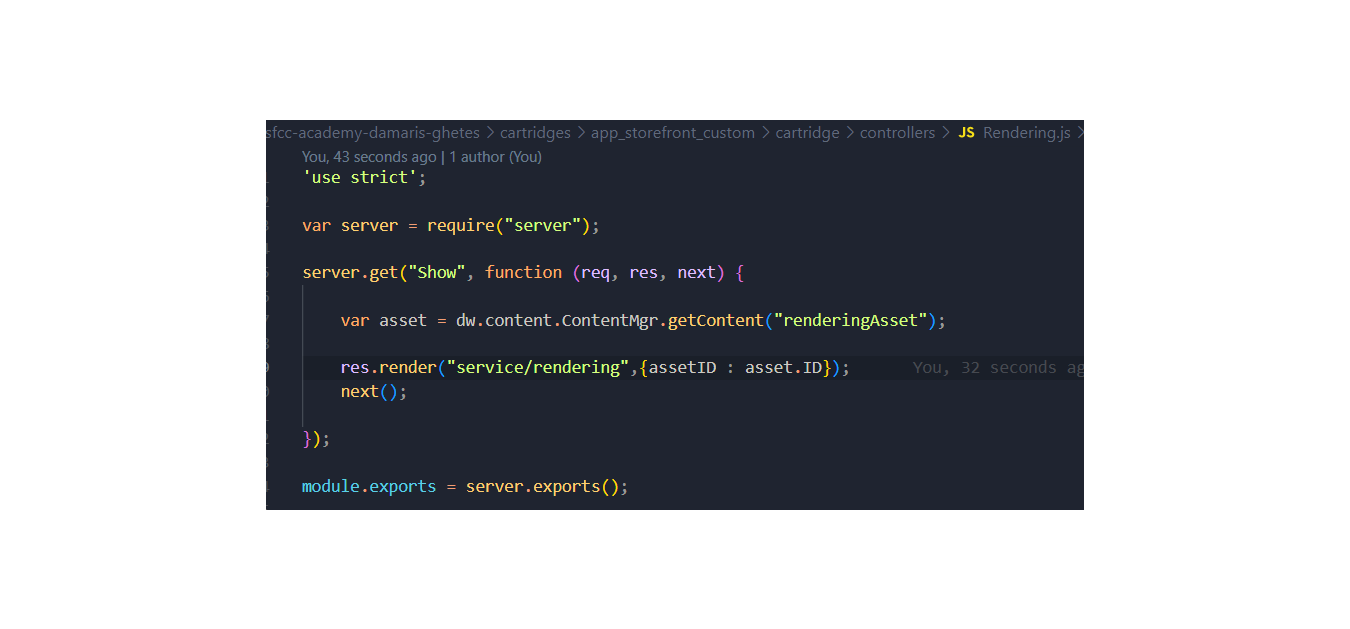 sfcc-academy-damaris-ghetes > cartridges > app_storefront_custom > cartridge > controllers > JS Rendering.js >
You, 43 seconds ago | 1 author (You)
'use strict';
var server = require("server");
server.get("Show", function (req, res, next) {
var asset = dw.content.ContentMgr.getContent("renderingAsset");
res.render("service/rendering",{assetID : asset.ID}); You, 32 seconds ag
next();
});
module.exports = server.exports();